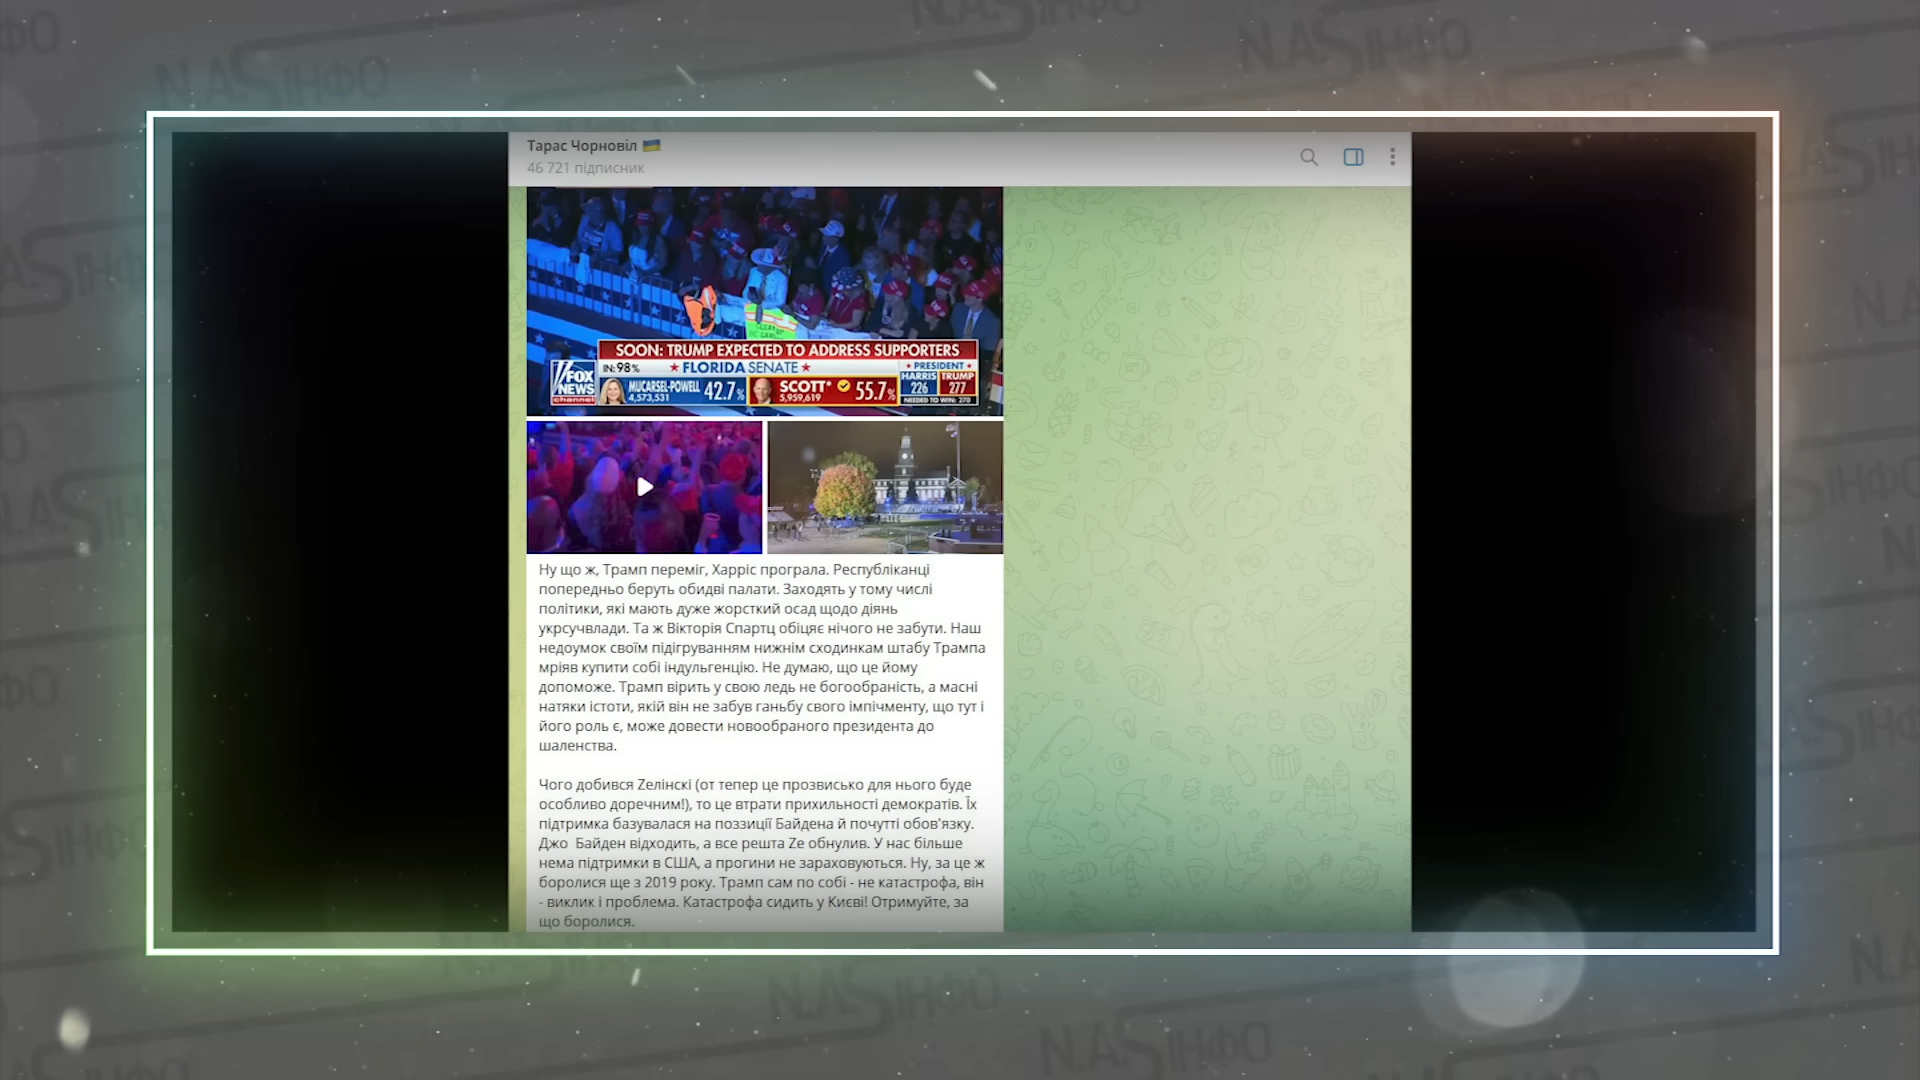 Тарас Чорновіл
46 721 підписник
SOON: TRUMP EXPECTED TO ADDRESS SUPPORTERS
IN: 98% FLORIDA SENATE
PRESIDENT
FOX NEWS channel
MUCARSEL-POWELL 4,573,531 42.7%
SCOTT* 5,959,619 55.7%
HARRIS 226 TRUMP 277
NEEDED TO WIN: 270
Ну що ж, Трамп переміг, Харріс програла. Республіканці
попередньо беруть обидві палати. Заходять у тому числі
політики, які мають дуже жорсткий осад щодо діянь
укрсучвлади. Та ж Вікторія Спартц обіцяє нічого не забути. Наш
недоумок своїм підігруванням нижнім сходинкам штабу Трампа
мріяв купити собі індульгенцію. Не думаю, що це йому
допоможе. Трамп вірить у свою ледь не богообраність, а масні
натяки істоти, якій він не забув ганьбу свого імпічменту, що тут і
його роль є, може довести новообраного президента до
шаленства.
Чого добився Zелінскі (от тепер це прозвисько для нього буде
особливо доречним!), то це втрати прихильності демократів. Їх
підтримка базувалася на поззиції Байдена й почутті обов'язку.
Джо Байден відходить, а все решта Ze обнулив. У нас більше
нема підтримки в США, а прогини не зараховуються. Ну, за це ж
боролися ще з 2019 року. Трамп сам по собі - не катастрофа, він
- виклик і проблема. Катастрофа сидить у Києві! Отримуйте, за
що боролися.
N.A.SІНФО
N.A.SІНФО
N.A.SІНФО
N.A.SІНФО
N.A.SІНФО